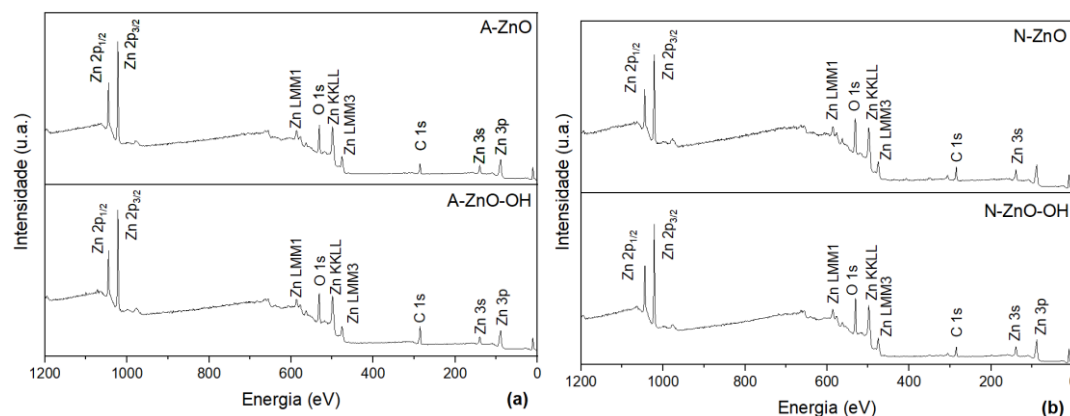 A-ZnO
Zn 2p1/2
Zn 2p3/2
Zn LMM1
O 1s
Zn KKLL
Zn LMM3
C 1s
Zn 3s
Zn 3p
A-ZnO-OH
Zn 2p1/2
Zn 2p3/2
Zn LMM1
O 1s
Zn KKLL
Zn LMM3
C 1s
Zn 3s
Zn 3p
Intensidade (u.a.)
1200 1000 800 600 400 200 0
Energia (eV)
(a)
N-ZnO
Zn 2p1/2
Zn 2p3/2
Zn LMM1
O 1s
Zn KKLL
Zn LMM3
C 1s
Zn 3s
N-ZnO-OH
Zn 2p1/2
Zn 2p3/2
Zn LMM1
O 1s
Zn KKLL
Zn LMM3
C 1s
Zn 3s
Zn 3p
Intensidade (u.a.)
1200 1000 800 600 400 200 0
Energia (eV)
(b)